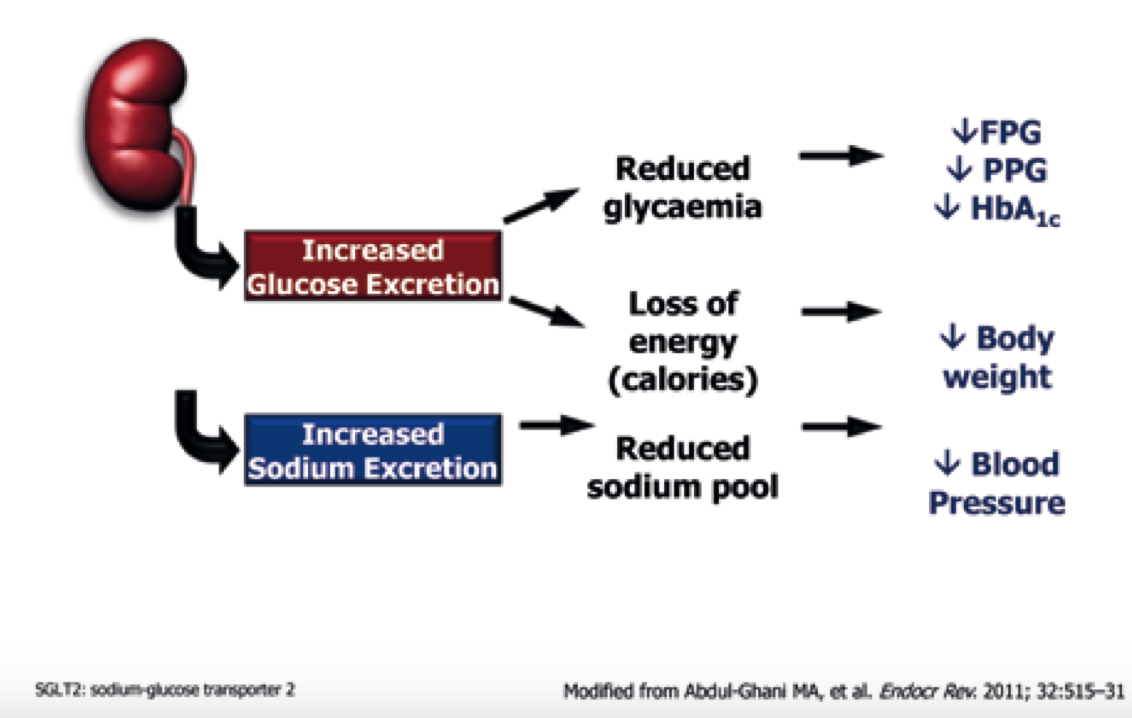 Increased
Glucose Excretion
Reduced
glycaemia
↓FPG
↓ PPG
↓ HbA1c
Loss of
energy
(calories)
↓ Body
weight
Increased
Sodium Excretion
Reduced
sodium pool
↓ Blood
Pressure
SGLT2: sodium-glucose transporter 2
Modified from Abdul-Ghani MA, et al. Endocr Rev. 2011; 32:515–31